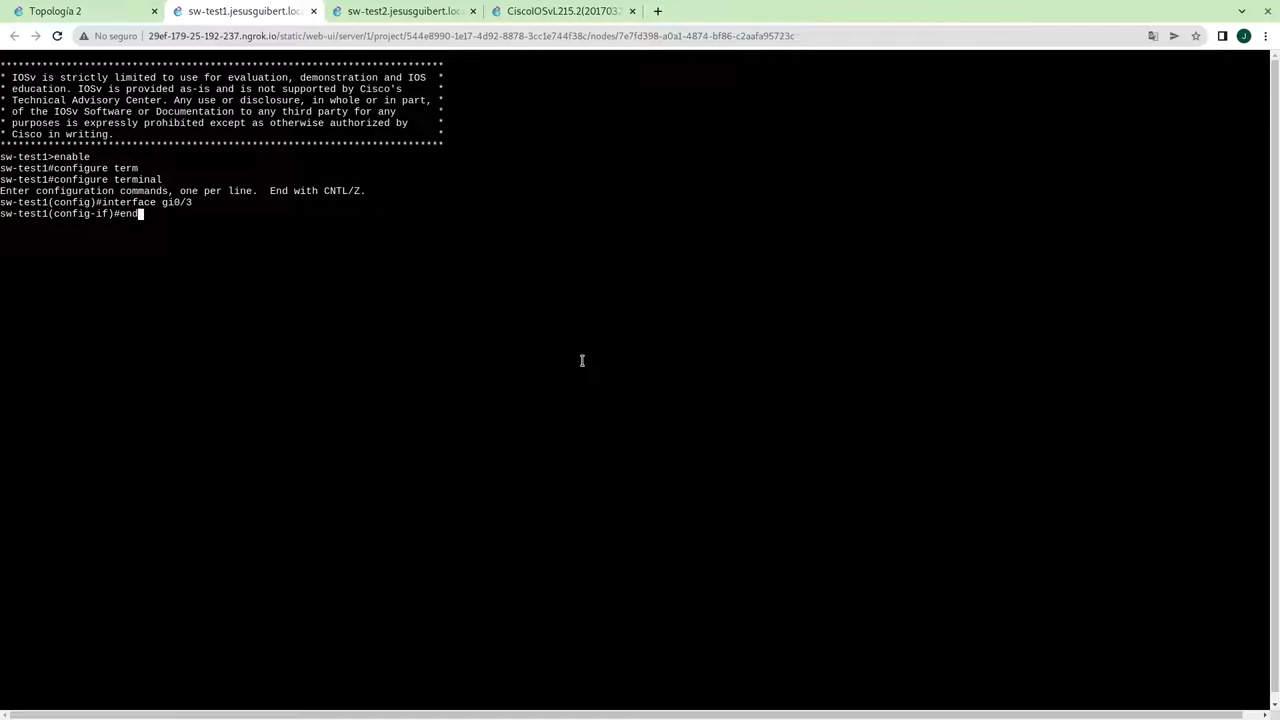 Topología 2
sw-test1.jesusguibert.loc
sw-test2.jesusguibert.loc
CiscoIOSvL215.2(201703
No seguro
29ef-179-25-192-237.ngrok.io/static/web-ui/server/1/project/544e8990-1e17-4d92-8878-3cc1e744f38c/nodes/7e7fd398-a0a1-4874-bf86-c2aafa95723c
J
**************************************************************************
* IOSv is strictly limited to use for evaluation, demonstration and IOS  *
* education. IOSv is provided as-is and is not supported by Cisco's      *
* Technical Advisory Center. Any use or disclosure, in whole or in part, *
* of the IOSv Software or Documentation to any third party for any       *
* purposes is expressly prohibited except as otherwise authorized by     *
* Cisco in writing.                                                      *
**************************************************************************
sw-test1>enable
sw-test1#configure term
sw-test1#configure terminal
Enter configuration commands, one per line.  End with CNTL/Z.
sw-test1(config)#interface gi0/3
sw-test1(config-if)#end